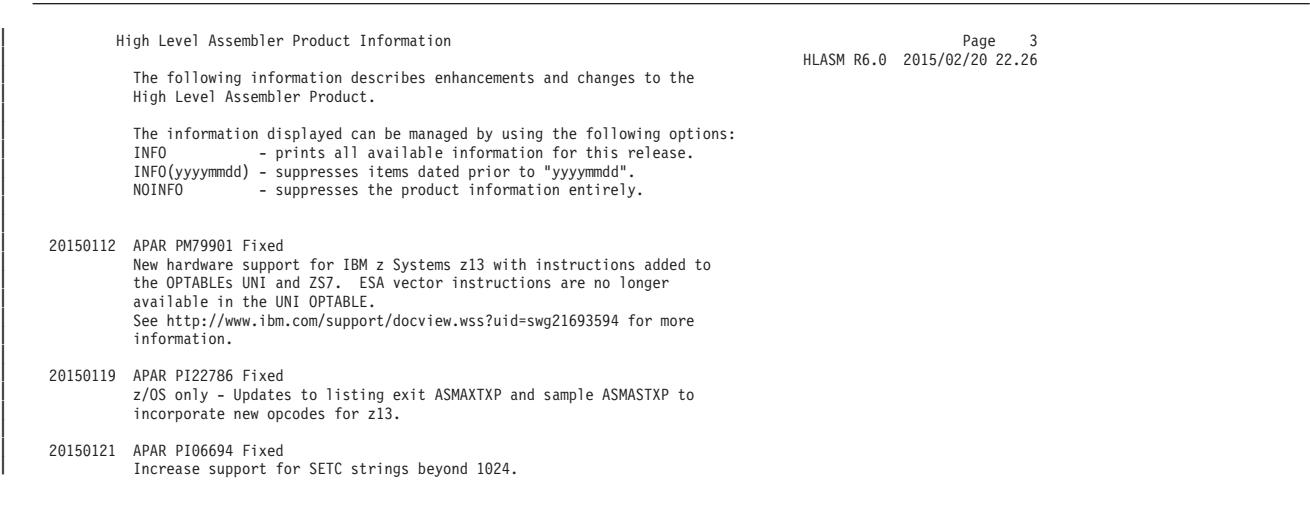 High Level Assembler Product Information Page 3
HLASM R6.0 2015/02/20 22.26
The following information describes enhancements and changes to the
High Level Assembler Product.
The information displayed can be managed by using the following options:
INFO - prints all available information for this release.
INFO(yyyymmdd) - suppresses items dated prior to "yyyymmdd".
NOINFO - suppresses the product information entirely.
20150112 APAR PM79901 Fixed
New hardware support for IBM z Systems z13 with instructions added to
the OPTABLEs UNI and ZS7. ESA vector instructions are no longer
available in the UNI OPTABLE.
See http://www.ibm.com/support/docview.wss?uid=swg21693594 for more
information.
20150119 APAR PI22786 Fixed
z/OS only - Updates to listing exit ASMAXTXP and sample ASMASTXP to
incorporate new opcodes for z13.
20150121 APAR PI06694 Fixed
Increase support for SETC strings beyond 1024.